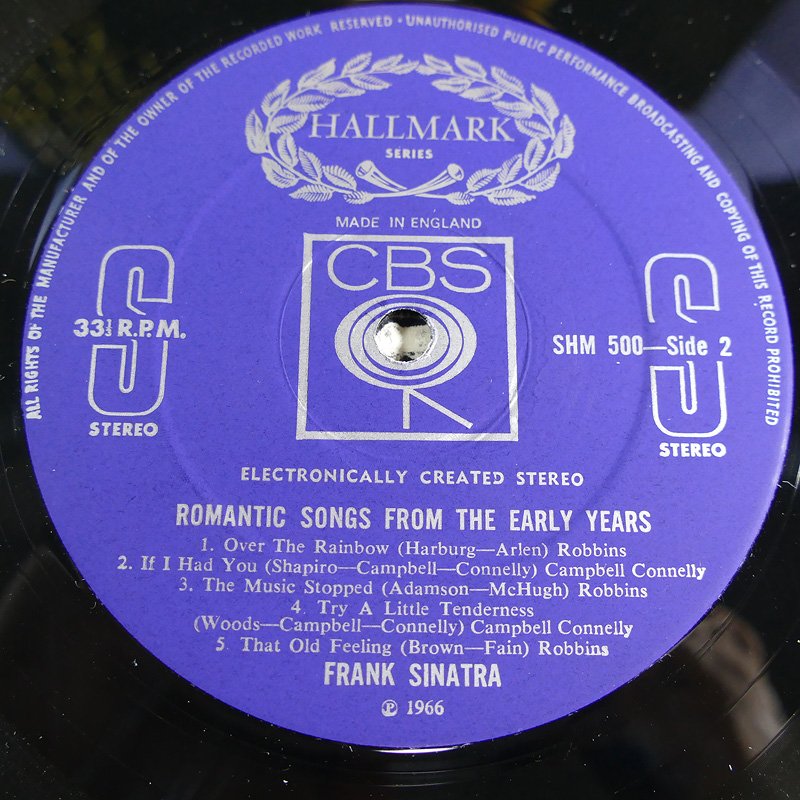 ALL RIGHTS OF THE MANUFACTURER AND OF THE OWNER OF THE RECORDED WORK RESERVED · UNAUTHORISED PUBLIC PERFORMANCE BROADCASTING AND COPYING OF THIS RECORD PROHIBITED
HALLMARK
SERIES
MADE IN ENGLAND
CBS
S
33⅓ R.P.M.
STEREO
SHM 500—Side 2
S
STEREO
ELECTRONICALLY CREATED STEREO
ROMANTIC SONGS FROM THE EARLY YEARS
1. Over The Rainbow (Harburg—Arlen) Robbins
2. If I Had You (Shapiro—Campbell—Connelly) Campbell Connelly
3. The Music Stopped (Adamson—McHugh) Robbins
4. Try A Little Tenderness
(Woods—Campbell—Connelly) Campbell Connelly
5. That Old Feeling (Brown—Fain) Robbins
FRANK SINATRA
℗ 1966